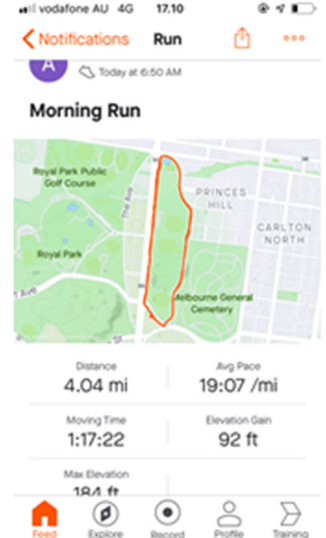 vodafone AU 4G 17.10
Notifications Run
A
Today at 6:50 AM
Morning Run
Royal Park Public
Golf Course
The Ave
PRINCES
HILL
CARLTON
NORTH
Royal Park
Melbourne General
Cemetery
Distance
4.04 mi
Avg Pace
19:07 /mi
Moving Time
1:17:22
Elevation Gain
92 ft
Max Elevation
184 ft
Feed Explore Record Profile Training